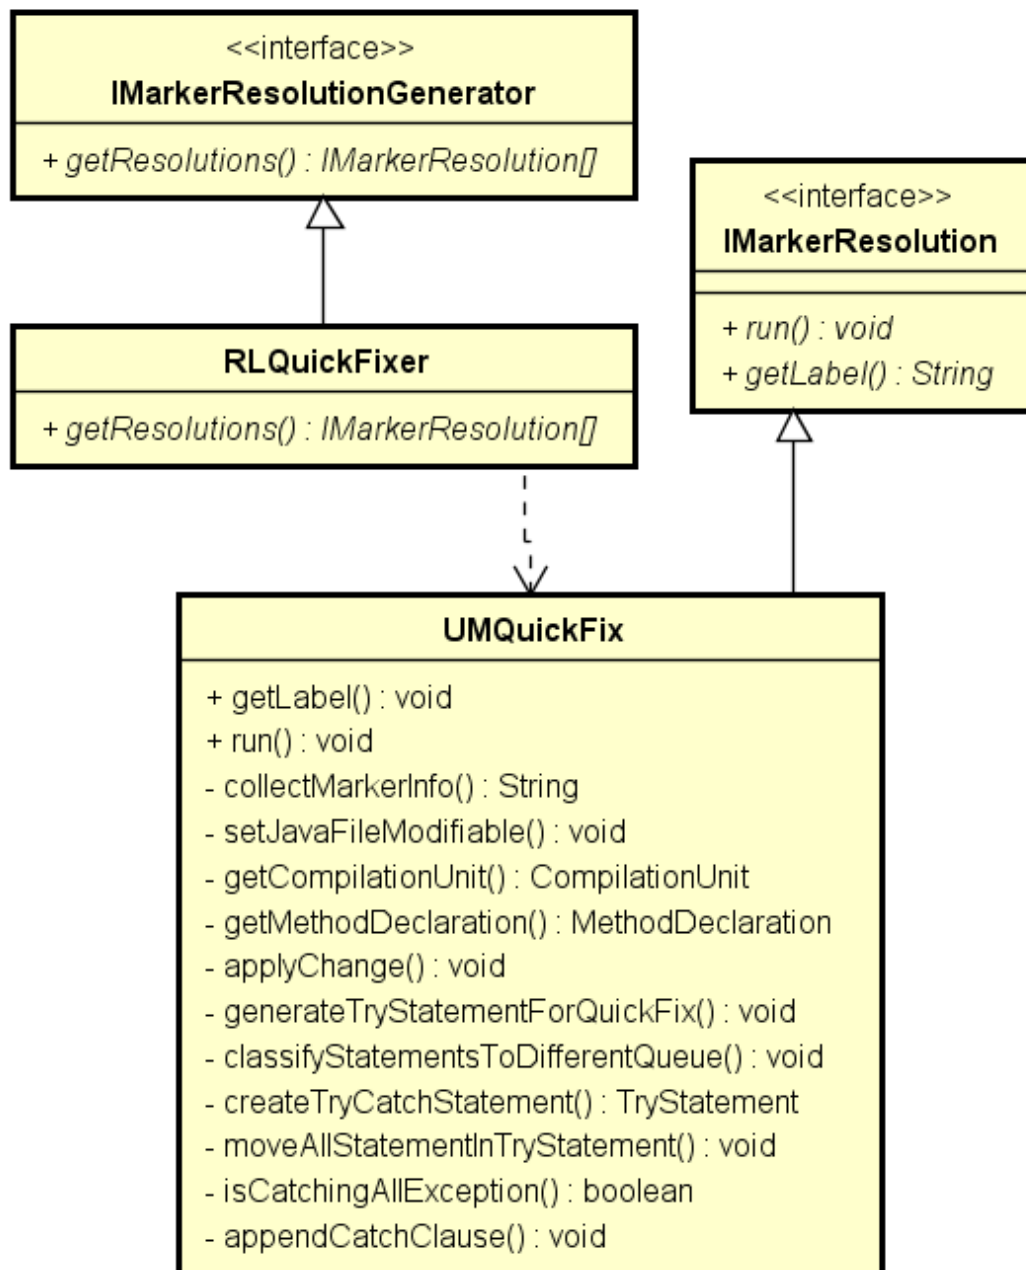 <<interface>>
IMarkerResolutionGenerator
+ getResolutions() : IMarkerResolution[]
<<interface>>
IMarkerResolution
+ run() : void
+ getLabel() : String
RLQuickFixer
+ getResolutions() : IMarkerResolution[]
UMQuickFix
+ getLabel() : void
+ run() : void
- collectMarkerInfo() : String
- setJavaFileModifiable() : void
- getCompilationUnit() : CompilationUnit
- getMethodDeclaration() : MethodDeclaration
- applyChange() : void
- generateTryStatementForQuickFix() : void
- classifyStatementsToDifferentQueue() : void
- createTryCatchStatement() : TryStatement
- moveAllStatementInTryStatement() : void
- isCatchingAllException() : boolean
- appendCatchClause() : void